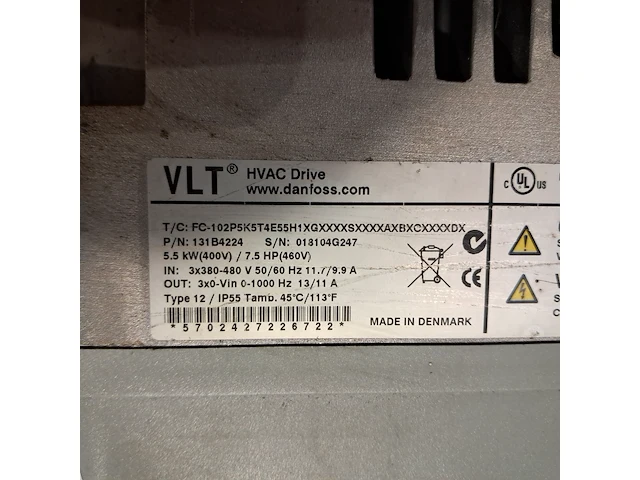 VLT® HVAC Drive
www.danfoss.com
T/C: FC-102P5K5T4E55H1XGXXXXSXXXXAXBXCXXXXDX
P/N: 131B4224 S/N: 018104G247
5.5 kW(400V) / 7.5 HP(460V)
IN: 3x380-480 V 50/60 Hz 11.7/9.9 A
OUT: 3x0-Vin 0-1000 Hz 13/11 A
Type 12 / IP55 Tamb. 45°C/113°F
*5702427226722*
MADE IN DENMARK
c UL US